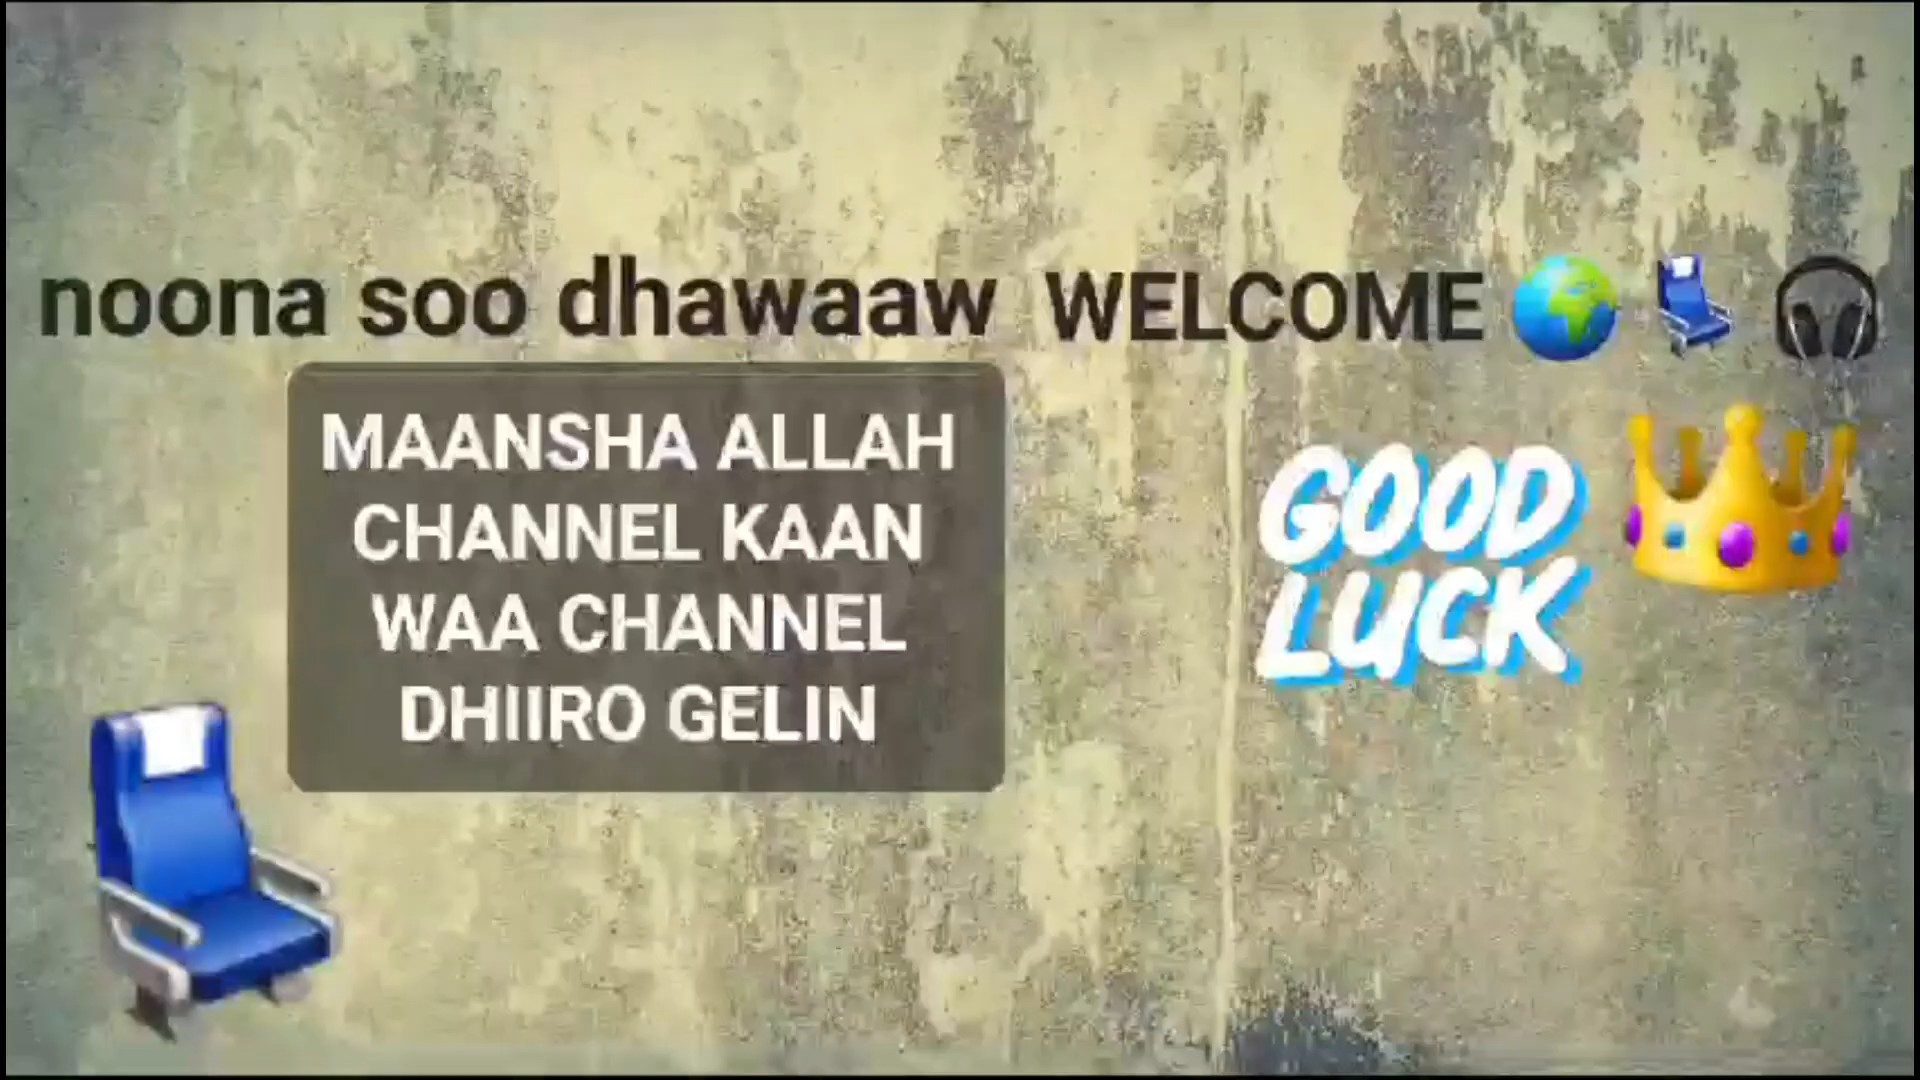 noona soo dhawaaw WELCOME 🌍 💺 🎧
MAANSHA ALLAH
CHANNEL KAAN
WAA CHANNEL
DHIIRO GELIN
GOOD
LUCK